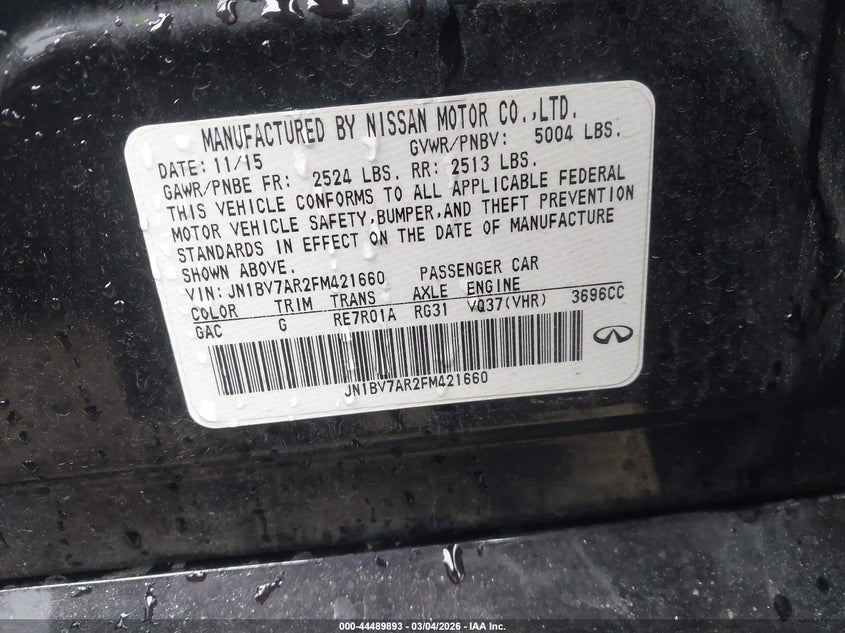 MANUFACTURED BY NISSAN MOTOR CO.,LTD.
DATE: 11/15 GVWR/PNBV: 5004 LBS.
GAWR/PNBE FR: 2524 LBS. RR: 2513 LBS.
THIS VEHICLE CONFORMS TO ALL APPLICABLE FEDERAL
MOTOR VEHICLE SAFETY,BUMPER,AND THEFT PREVENTION
STANDARDS IN EFFECT ON THE DATE OF MANUFACTURE
SHOWN ABOVE.
VIN: JN1BV7AR2FM421660 PASSENGER CAR
COLOR TRIM TRANS AXLE ENGINE
GAC G RE7R01A RG31 VQ37(VHR) 3696CC
JN1BV7AR2FM421660
000-44489893 — 03/04/2026 — IAA Inc.